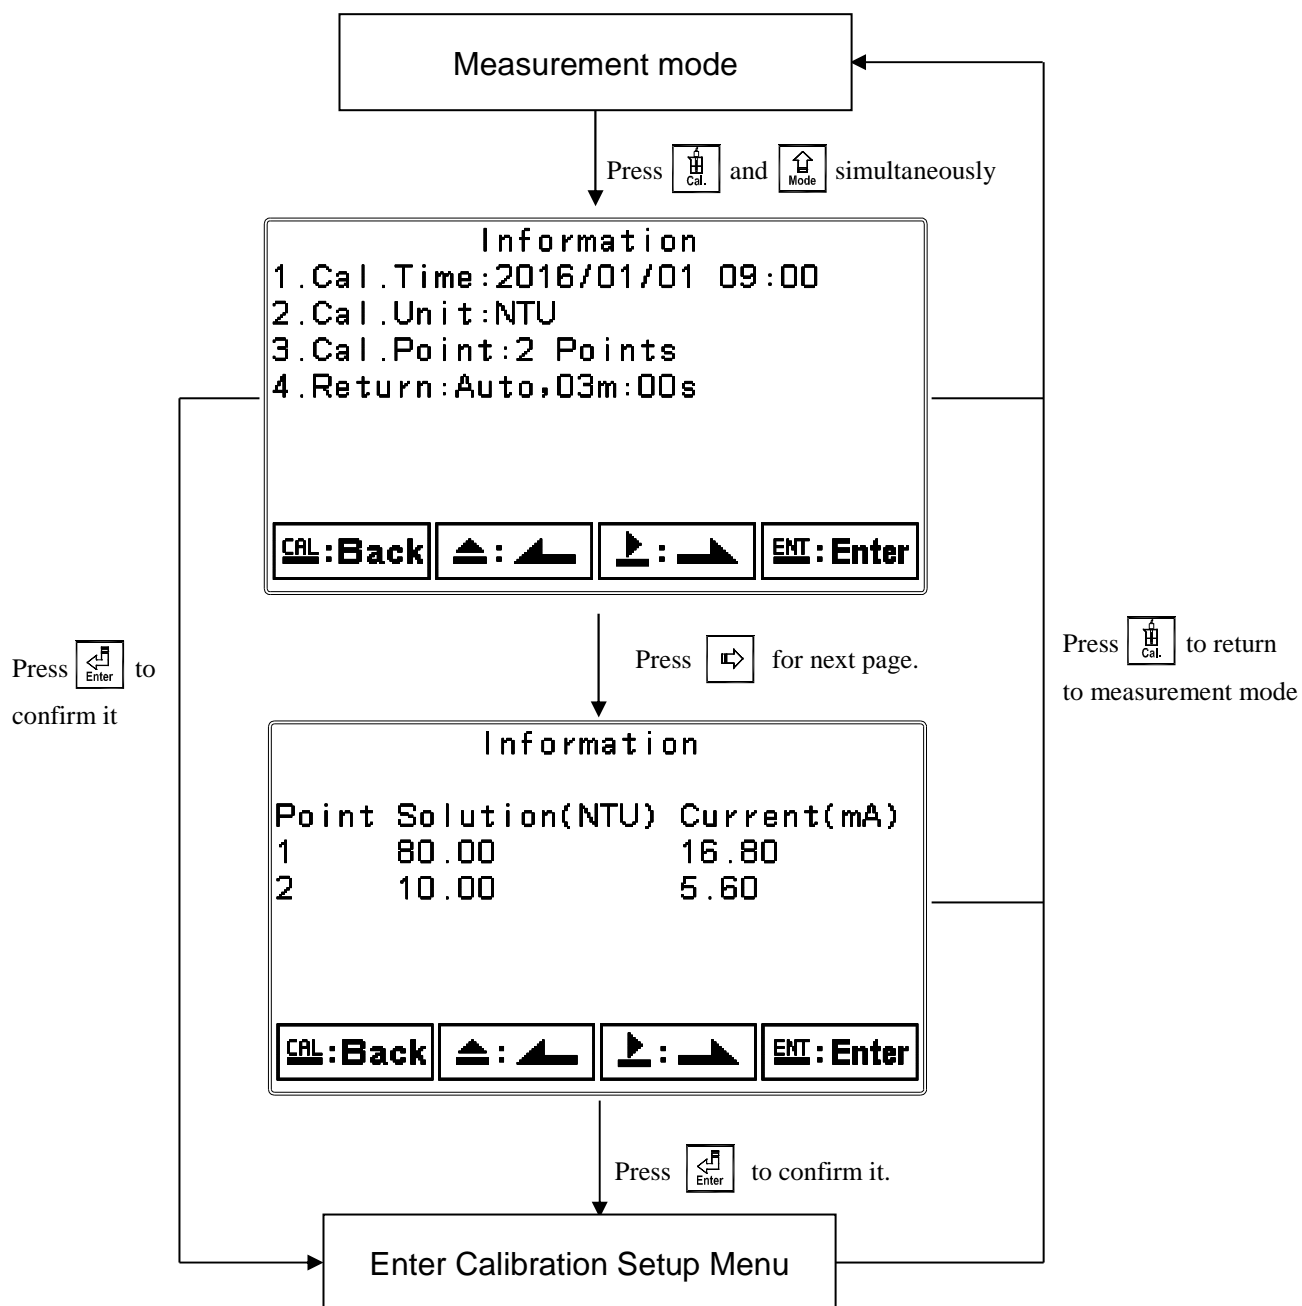 Measurement mode
Press Cal. and Mode simultaneously
Information
1.Cal.Time:2016/01/01 09:00
2.Cal.Unit:NTU
3.Cal.Point:2 Points
4.Return:Auto,03m:00s
CAL:Back : : ENT:Enter
Press Enter to
confirm it
Press for next page.
Press Cal. to return
to measurement mode
Information
Point Solution(NTU) Current(mA)
1 80.00 16.80
2 10.00 5.60
CAL:Back : : ENT:Enter
Press Enter to confirm it.
Enter Calibration Setup Menu